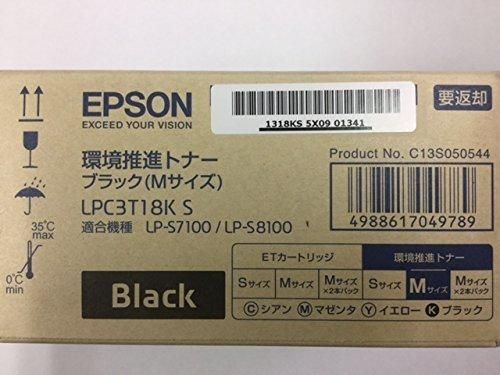 EPSON
EXCEED YOUR VISION
1318KS 5X09 01341
要返却
環境推進トナー
ブラック(Mサイズ)
LPC3T18K S
適合機種 LP-S7100 / LP-S8100
Product No. C13S050544
4988617049789
35℃
max
0℃
min
Black
ETカートリッジ 環境推進トナー
Sサイズ Mサイズ Mサイズ×2本パック Sサイズ Mサイズ Mサイズ×2本パック
Ⓒシアン Ⓜマゼンタ Ⓨイエロー Ⓚブラック